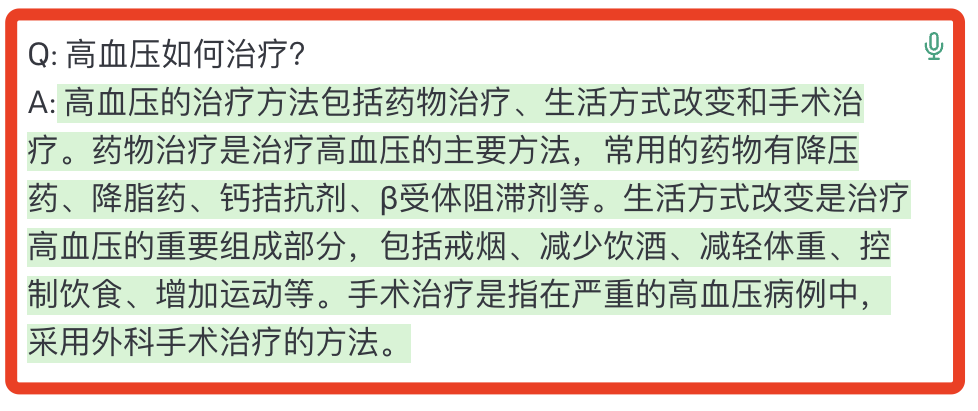 Q: 高血压如何治疗?
A: 高血压的治疗方法包括药物治疗、生活方式改变和手术治
疗。药物治疗是治疗高血压的主要方法，常用的药物有降压
药、降脂药、钙拮抗剂、β受体阻滞剂等。生活方式改变是治疗
高血压的重要组成部分，包括戒烟、减少饮酒、减轻体重、控
制饮食、增加运动等。手术治疗是指在严重的高血压病例中，
采用外科手术治疗的方法。